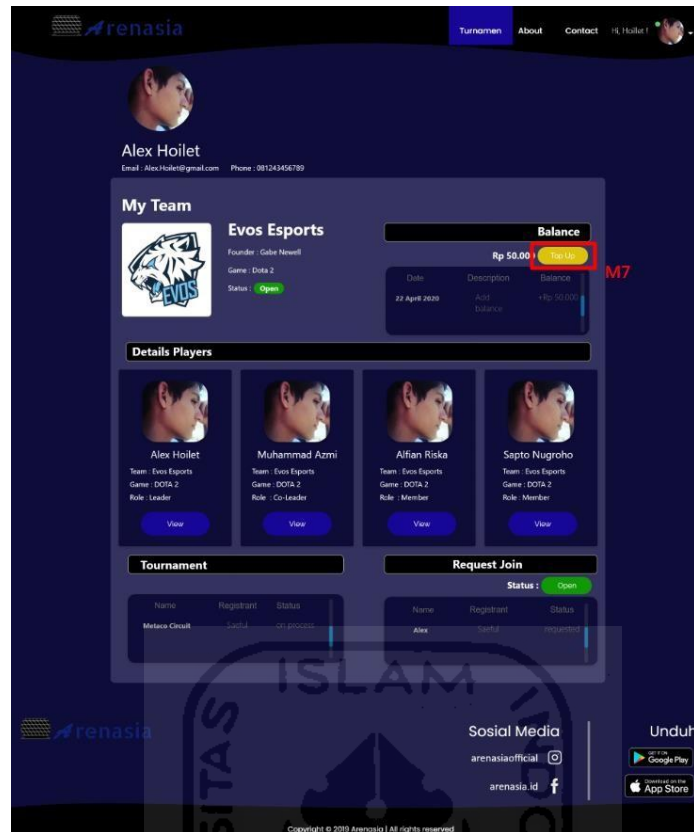 Arenasia
Turnamen About Contact Hi, Hoillet !
Alex Hoilet
Email : Alex.Hoilet@gmail.com Phone : 081243456789
My Team
EVOS
Evos Esports
Founder : Gabe Newell
Game : Dota 2
Status : Open
Balance
Rp 50.00 Top Up
M7
Date Description Balance
22 April 2020 Add balance +Rp 50.000
Details Players
Alex Hoilet
Team : Evos Esports
Game : DOTA 2
Role : Leader
View
Muhammad Azmi
Team : Evos Esports
Game : DOTA 2
Role : Co-Leader
View
Alfian Riska
Team : Evos Esports
Game : DOTA 2
Role : Member
View
Sapto Nugroho
Team : Evos Esports
Game : DOTA 2
Role : Member
View
Tournament
Name Registrant Status
Metaco Circuit Saeful on process
Request Join
Status : Open
Name Registrant Status
Alex Saeful requested
ISLAM
Arenasia
Sosial Media
arenasiaofficial
arenasia.id
Unduh
GET IT ON
Google Play
Download on the
App Store
Copyright © 2019 Arenasia | All rights reserved